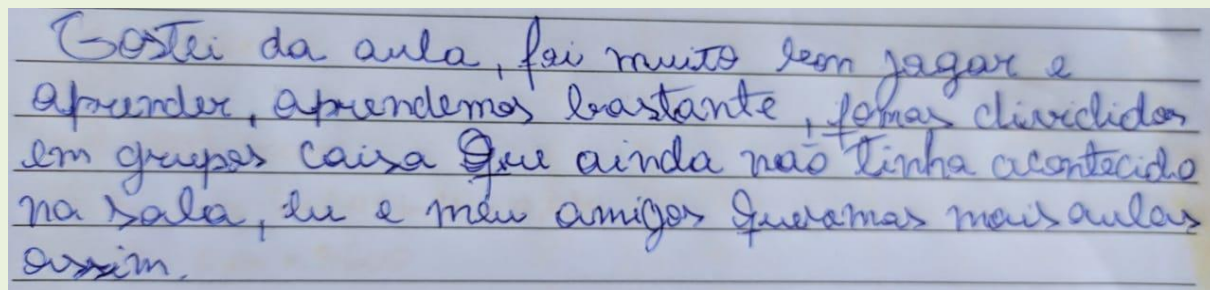 Gostei da aula, foi muito bom jogar e
aprender, aprendemos bastante, fomos divididos
em grupos coisa que ainda não tinha acontecido
na sala, eu e meu amigos queramos mais aulas
assim.